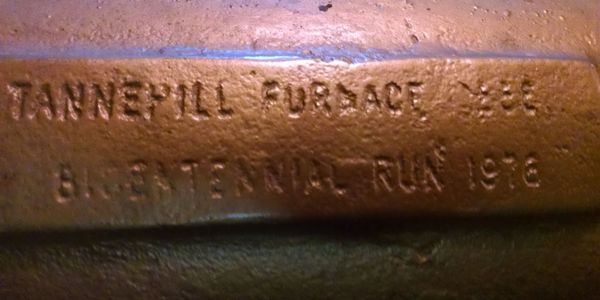 TANNEHILL FURNACE
BICENTENNIAL RUN 1976